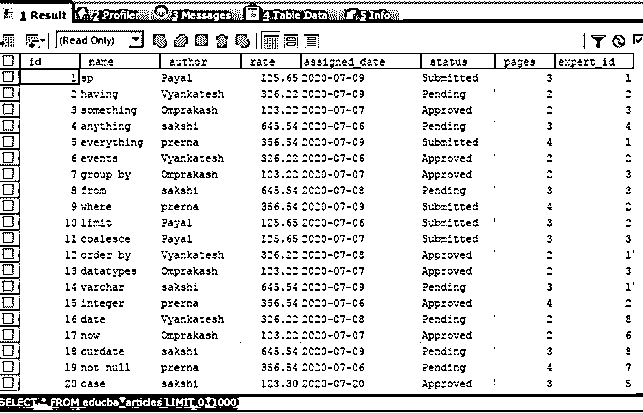 1 Result 2 Profiler 3 Messages 4 Table Data 5 Info
(Read Only)
id name author rate assigned_date status pages expert_id
1 sp Payal 125.65 2020-07-09 Submitted 3 1
2 having Vyankatesh 326.22 2020-07-09 Pending 2 2
3 something Omprakash 123.22 2020-07-07 Approved 2 3
4 anything sakshi 645.54 2020-07-06 Pending 3 4
5 everything prerna 356.54 2020-07-09 Submitted 4 1
6 events Vyankatesh 326.22 2020-07-06 Approved 2 2
7 group by Omprakash 123.22 2020-07-07 Approved 2 3
8 from sakshi 645.54 2020-07-08 Pending 3 3
9 where prerna 356.54 2020-07-09 Submitted 4 2
10 limit Payal 125.65 2020-07-06 Submitted 3 2
11 coalesce Payal 125.65 2020-07-07 Submitted 3 3
12 order by Vyankatesh 326.22 2020-07-08 Approved 2 1
13 datatypes Omprakash 123.22 2020-07-07 Approved 2 3
14 varchar sakshi 645.54 2020-07-09 Pending 3 1
15 integer prerna 356.54 2020-07-06 Approved 4 2
16 date Vyankatesh 326.22 2020-07-08 Pending 2 8
17 now Omprakash 123.22 2020-07-07 Approved 2 6
18 curdate sakshi 645.54 2020-07-09 Pending 3 8
19 not null prerna 356.54 2020-07-06 Pending 4 7
20 case sakshi 123.30 2020-07-20 Approved 3 5
SELECT * FROM educba_articles LIMIT 0, 1000